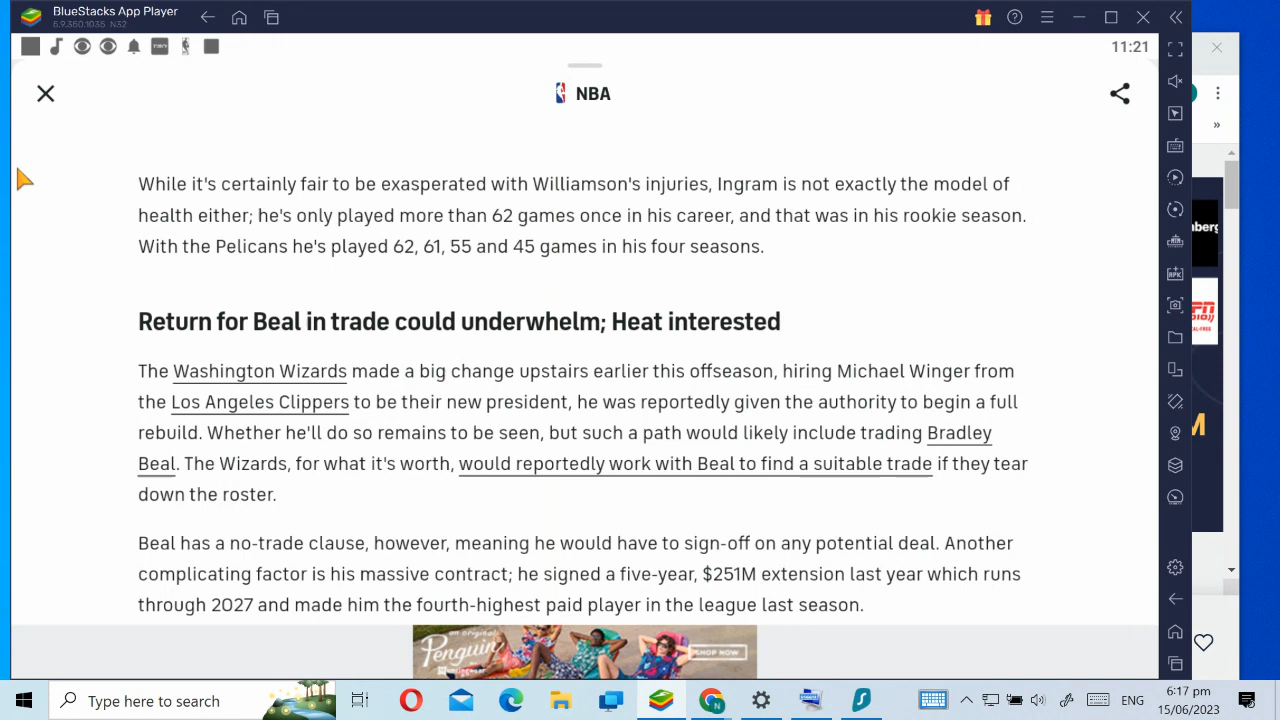 BlueStacks App Player
5.9.350.1035 N32
11:21
NBA
While it's certainly fair to be exasperated with Williamson's injuries, Ingram is not exactly the model of
health either; he's only played more than 62 games once in his career, and that was in his rookie season.
With the Pelicans he's played 62, 61, 55 and 45 games in his four seasons.
Return for Beal in trade could underwhelm; Heat interested
The Washington Wizards made a big change upstairs earlier this offseason, hiring Michael Winger from
the Los Angeles Clippers to be their new president, he was reportedly given the authority to begin a full
rebuild. Whether he'll do so remains to be seen, but such a path would likely include trading Bradley
Beal. The Wizards, for what it's worth, would reportedly work with Beal to find a suitable trade if they tear
down the roster.
Beal has a no-trade clause, however, meaning he would have to sign-off on any potential deal. Another
complicating factor is his massive contract; he signed a five-year, $251M extension last year which runs
through 2027 and made him the fourth-highest paid player in the league last season.
an original
Penguin
SHOP NOW
Type here to search
ENG
6:17 pm
15/06/2023